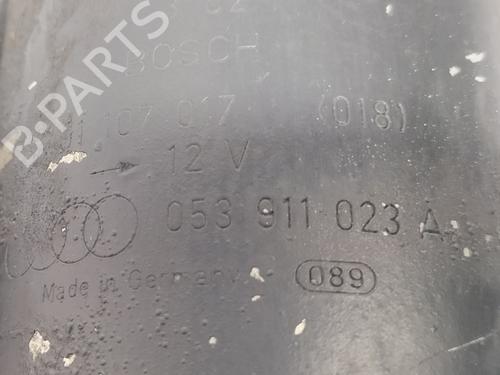 BOSCH
107 017 (018)
12 V
053 911 023 A
Made in Germany
089
B-PARTS